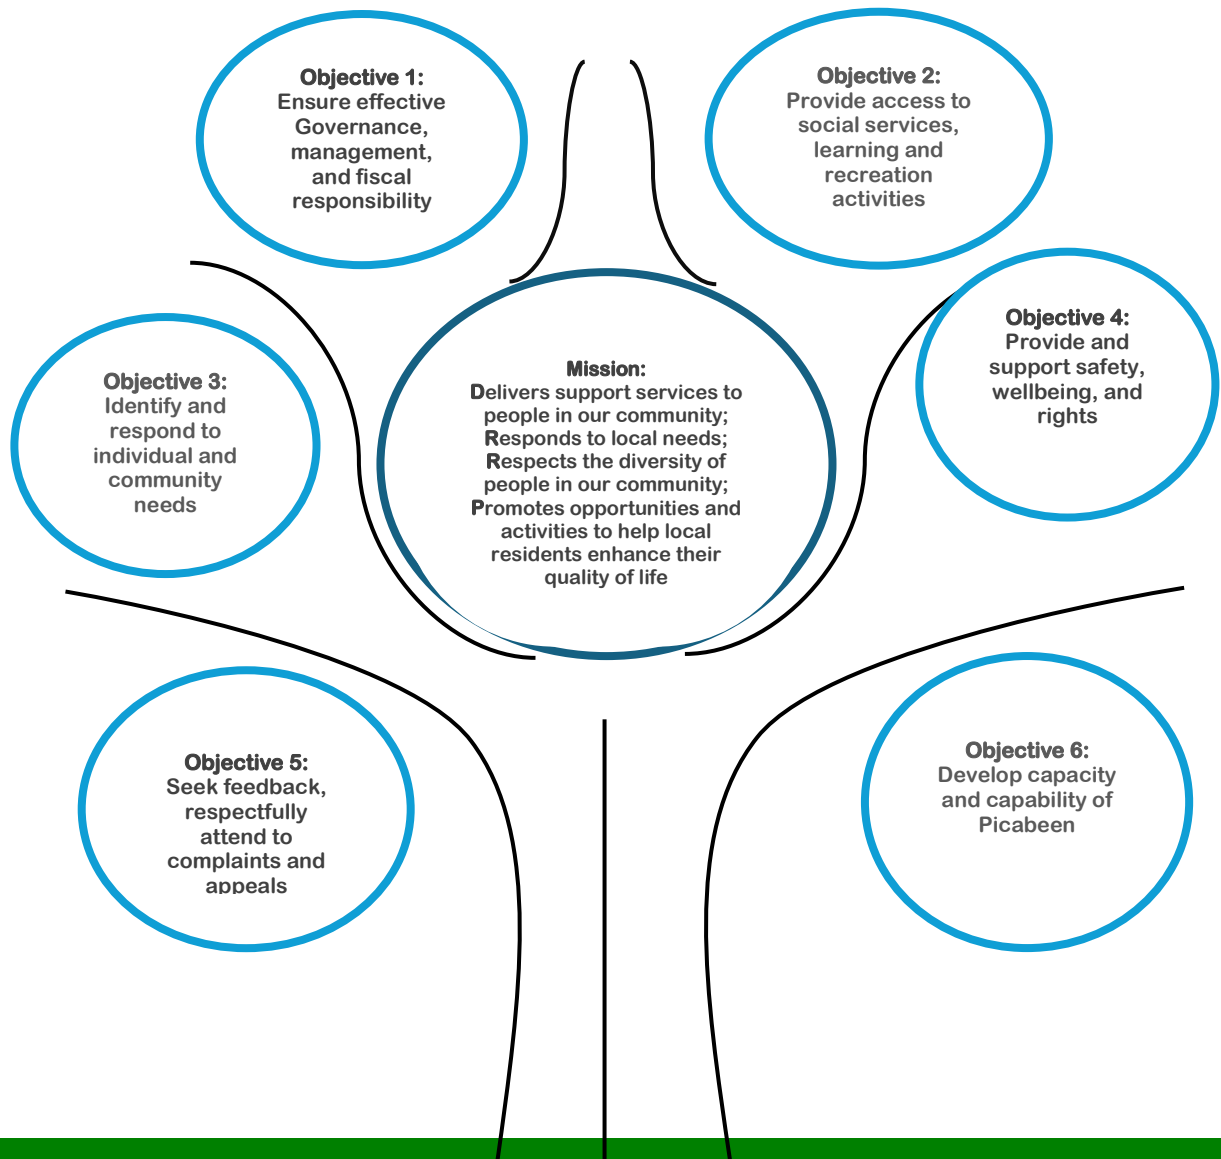 Objective 1:
Ensure effective
Governance,
management,
and fiscal
responsibility
Objective 2:
Provide access to
social services,
learning and
recreation
activities
Objective 3:
Identify and
respond to
individual and
community
needs
Mission:
Delivers support services to
people in our community;
Responds to local needs;
Respects the diversity of
people in our community;
Promotes opportunities and
activities to help local
residents enhance their
quality of life
Objective 4:
Provide and
support safety,
wellbeing, and
rights
Objective 5:
Seek feedback,
respectfully
attend to
complaints and
appeals
Objective 6:
Develop capacity
and capability of
Picabeen